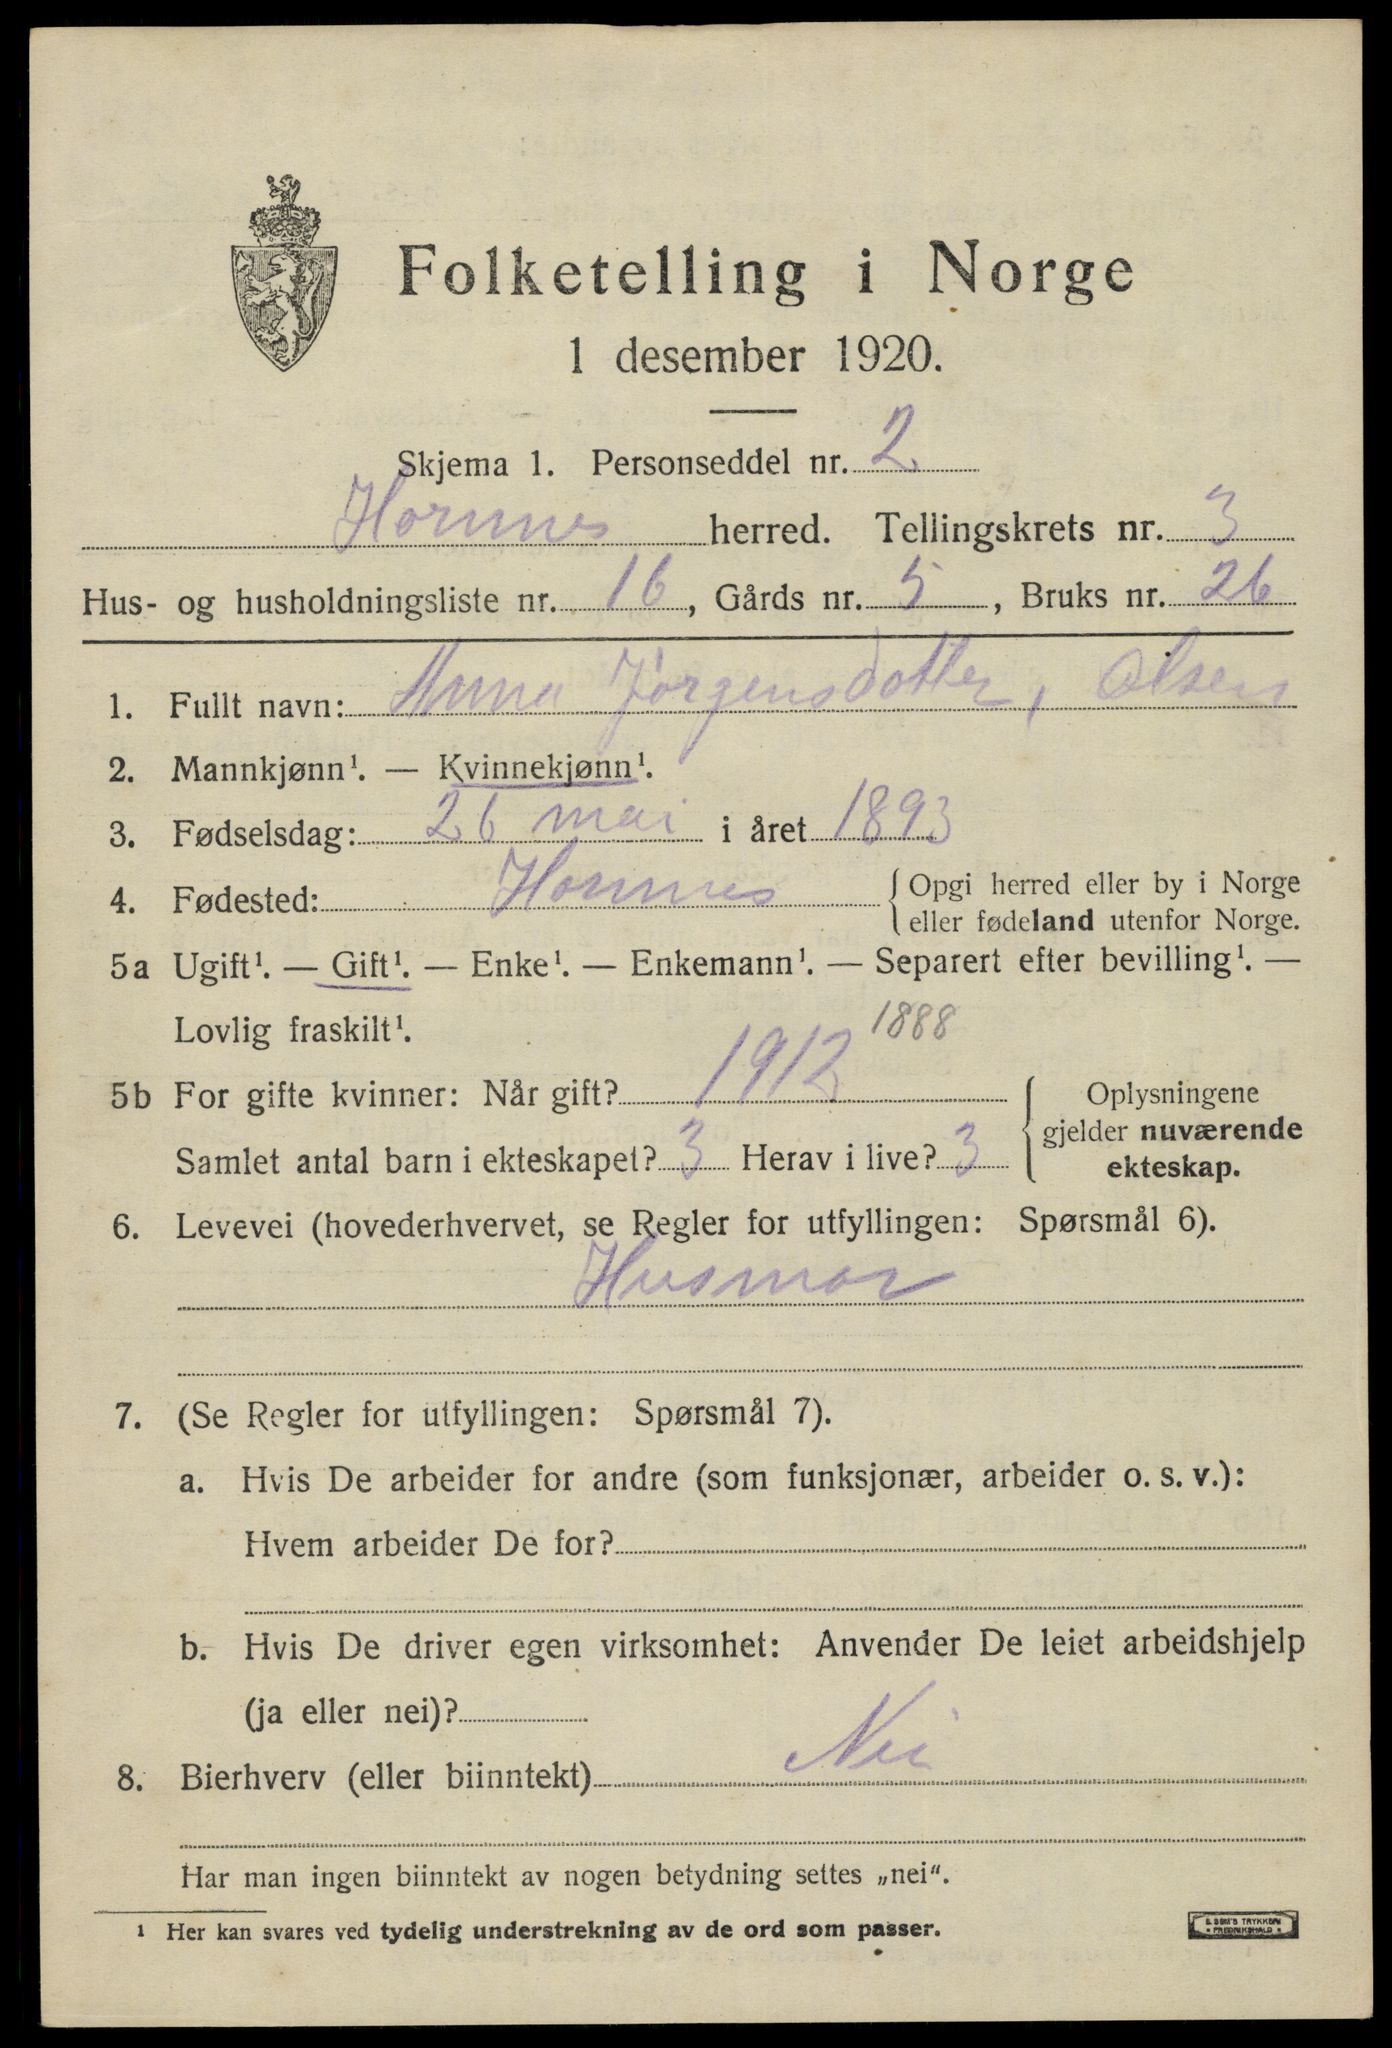 Folketelling i Norge
1 desember 1920.
Skjema 1. Personseddel nr. 2
Hornnes herred. Tellingskrets nr. 3
Hus- og husholdningsliste nr. 16, Gårds nr. 5, Bruks nr. 26
1. Fullt navn: Anna Jörgensdotter, Olsen
2. Mannkjønn¹. — Kvinnekjønn¹.
3. Fødselsdag: 26 mai i året 1893
4. Fødested: Hornnes { Opgi herred eller by i Norge
eller fødeland utenfor Norge.
5a Ugift¹. — Gift¹. — Enke¹. — Enkemann¹. — Separert efter bevilling¹. —
Lovlig fraskilt¹. 1888
5b For gifte kvinner: Når gift? 1912 { Oplysningene
gjelder nuværende
Samlet antal barn i ekteskapet? 3 Herav i live? 3 ekteskap.
6. Levevei (hovederhvervet, se Regler for utfyllingen: Spørsmål 6).
Husmor
7. (Se Regler for utfyllingen: Spørsmål 7).
a. Hvis De arbeider for andre (som funksjonær, arbeider o. s. v.):
Hvem arbeider De for?
b. Hvis De driver egen virksomhet: Anvender De leiet arbeidshjelp
(ja eller nei)?
8. Bierhverv (eller biinntekt) Nei
Har man ingen biinntekt av nogen betydning settes „nei“.
¹ Her kan svares ved tydelig understrekning av de ord som passer.
E. SEM'S TRYKKERI
• FREDRIKSHALD •